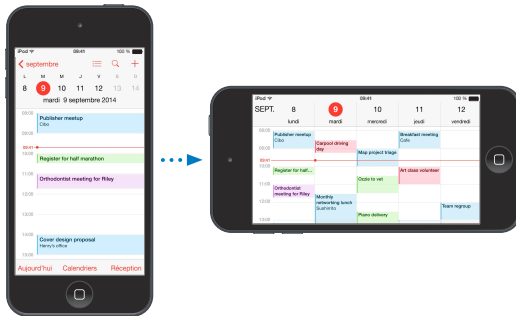 iPod 09:41 100 %
septembre
L M M J V S D
8 9 10 11 12 13 14
mardi 9 septembre 2014
08:00
Publisher meetup
Cibo
09:00
09:41
Register for half marathon
10:00
11:00
Orthodontist meeting for Riley
12:00
13:00
14:00
Cover design proposal
Henry's office
15:00
Aujourd'hui Calendriers Réception
iPod 09:41 100 %
SEPT. 8 9 10 11 12
lundi mardi mercredi jeudi vendredi
08:00
Publisher meetup
Cibo
Carpool driving
day
Breakfast meeting
Cafe
09:00
Map project triage
09:41
10:00
Register for half…
Ozzie to vet
Art class volunteer
11:00
Orthodontist
meeting for Riley
Monthly
networking lunch
Sushirrito
12:00
Piano delivery
Team regroup
13:00